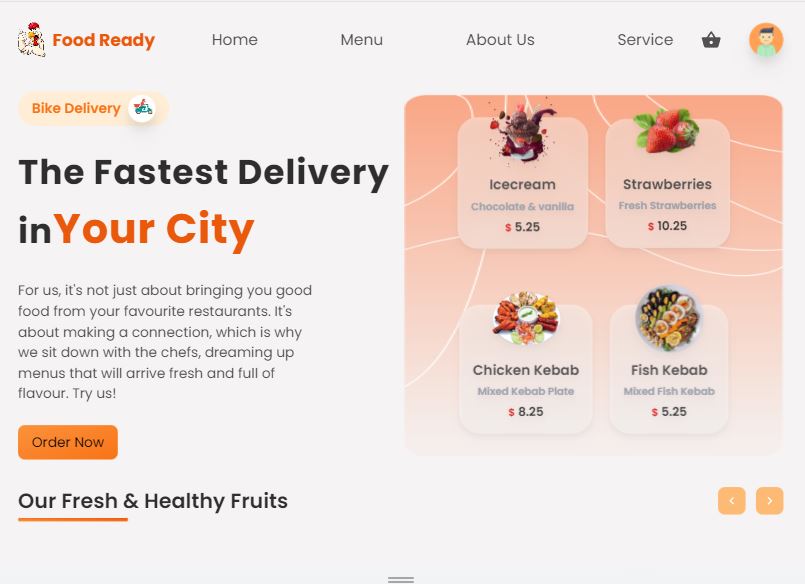 Food Ready
Home
Menu
About Us
Service
Bike Delivery
The Fastest Delivery
inYour City
For us, it's not just about bringing you good
food from your favourite restaurants. It's
about making a connection, which is why
we sit down with the chefs, dreaming up
menus that will arrive fresh and full of
flavour. Try us!
Order Now
Icecream
Chocolate & vanilla
$ 5.25
Strawberries
Fresh Strawberries
$ 10.25
Chicken Kebab
Mixed Kebab Plate
$ 8.25
Fish Kebab
Mixed Fish Kebab
$ 5.25
Our Fresh & Healthy Fruits